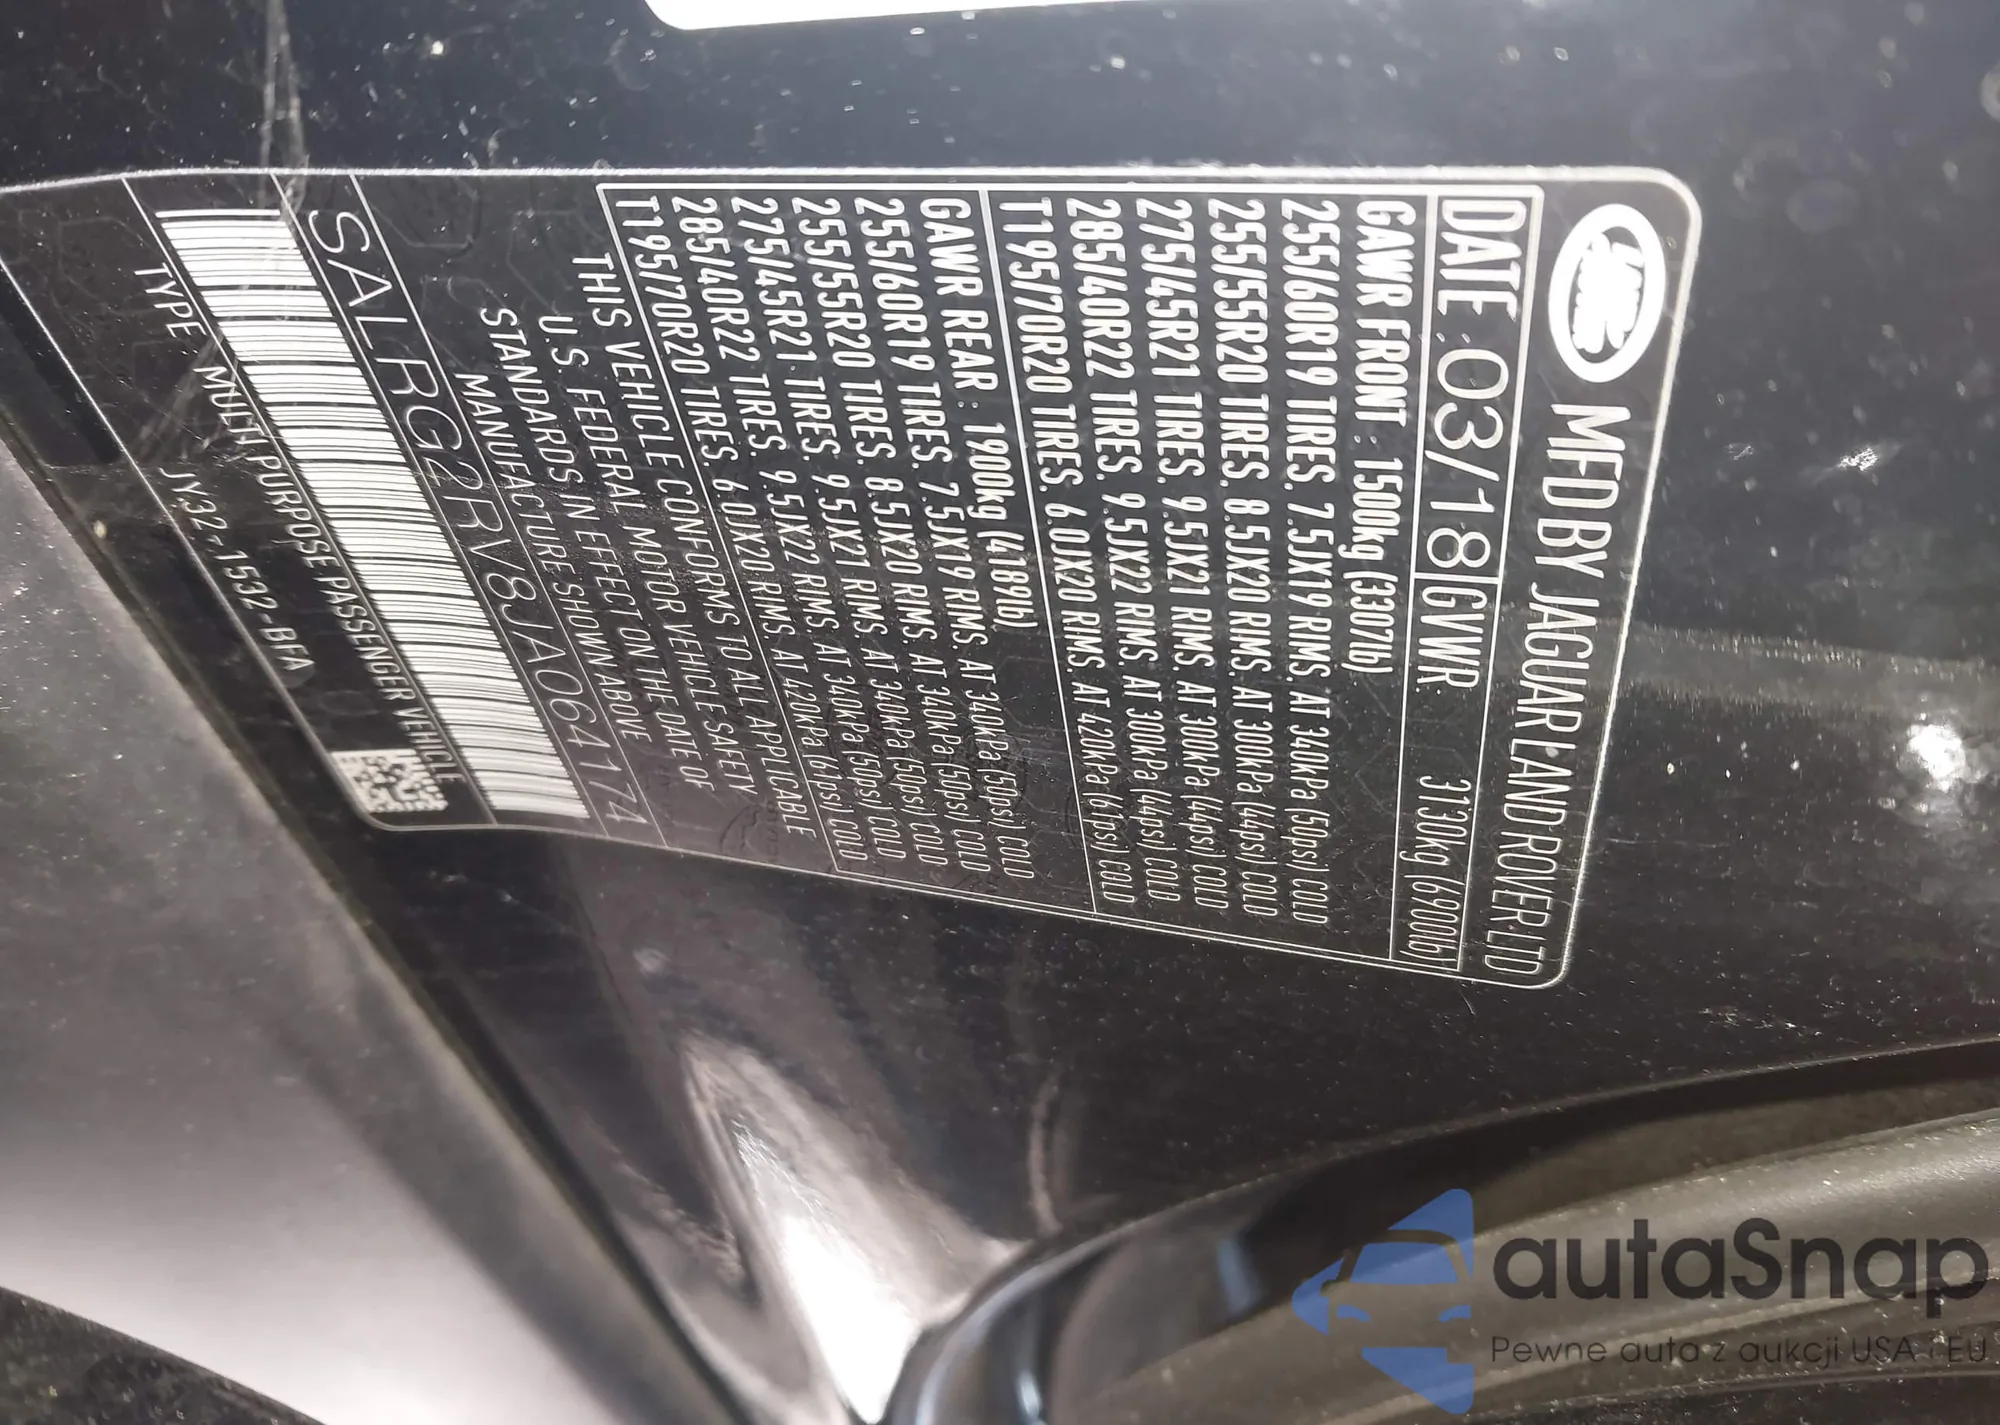 LAND ROVER
MFD BY JAGUAR LAND ROVER LTD
DATE : 03/18 GVWR: 3130kg (6900lb)
GAWR FRONT : 1500kg (3307lb)
255/60R19 TIRES. 7.5JX19 RIMS. AT 340kPa (50psi) COLD
255/55R20 TIRES. 8.5JX20 RIMS. AT 300kPa (44psi) COLD
275/45R21 TIRES. 9.5JX21 RIMS. AT 300kPa (44psi) COLD
285/40R22 TIRES. 9.5JX22 RIMS. AT 300kPa (44psi) COLD
T195/70R20 TIRES. 6.0JX20 RIMS. AT 420kPa (61psi) COLD
GAWR REAR : 1900kg (4189lb)
255/60R19 TIRES. 7.5JX19 RIMS. AT 340kPa (50psi) COLD
255/55R20 TIRES. 8.5JX20 RIMS. AT 340kPa (50psi) COLD
275/45R21 TIRES. 9.5JX21 RIMS. AT 340kPa (50psi) COLD
285/40R22 TIRES. 9.5JX22 RIMS. AT 340kPa (50psi) COLD
T195/70R20 TIRES. 6.0JX20 RIMS. AT 420kPa (61psi) COLD
THIS VEHICLE CONFORMS TO ALL APPLICABLE
U.S. FEDERAL MOTOR VEHICLE SAFETY
STANDARDS IN EFFECT ON THE DATE OF
MANUFACTURE SHOWN ABOVE
SALRG2RV8JA064174
TYPE : MULTI PURPOSE PASSENGER VEHICLE
JY32-1532-BFA
autaSnap
Pewne auta z aukcji USA i EU